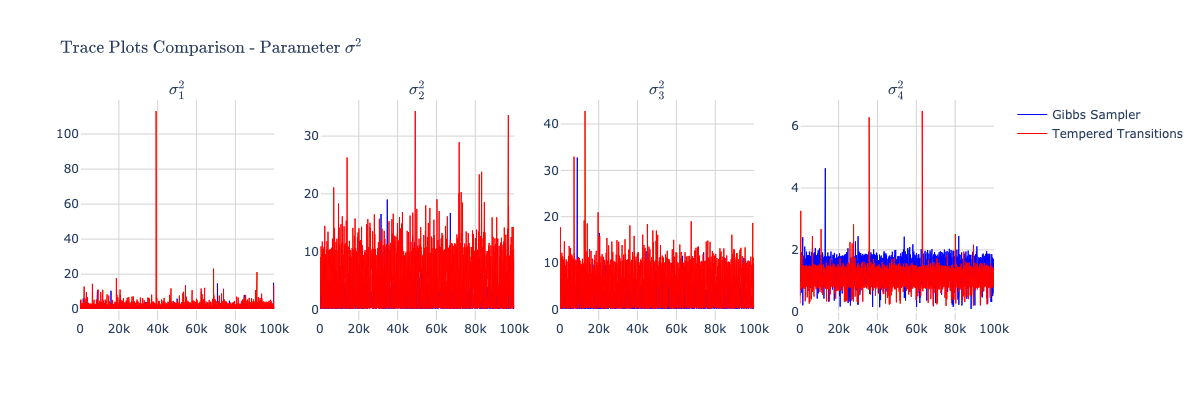 Trace Plots Comparison - Parameter σ²
σ₁² σ₂² σ₃² σ₄²
Gibbs Sampler
Tempered Transitions
100
80
60
40
20
0
0 20k 40k 60k 80k 100k
30
20
10
0
0 20k 40k 60k 80k 100k
40
30
20
10
0
0 20k 40k 60k 80k 100k
6
4
2
0
0 20k 40k 60k 80k 100k